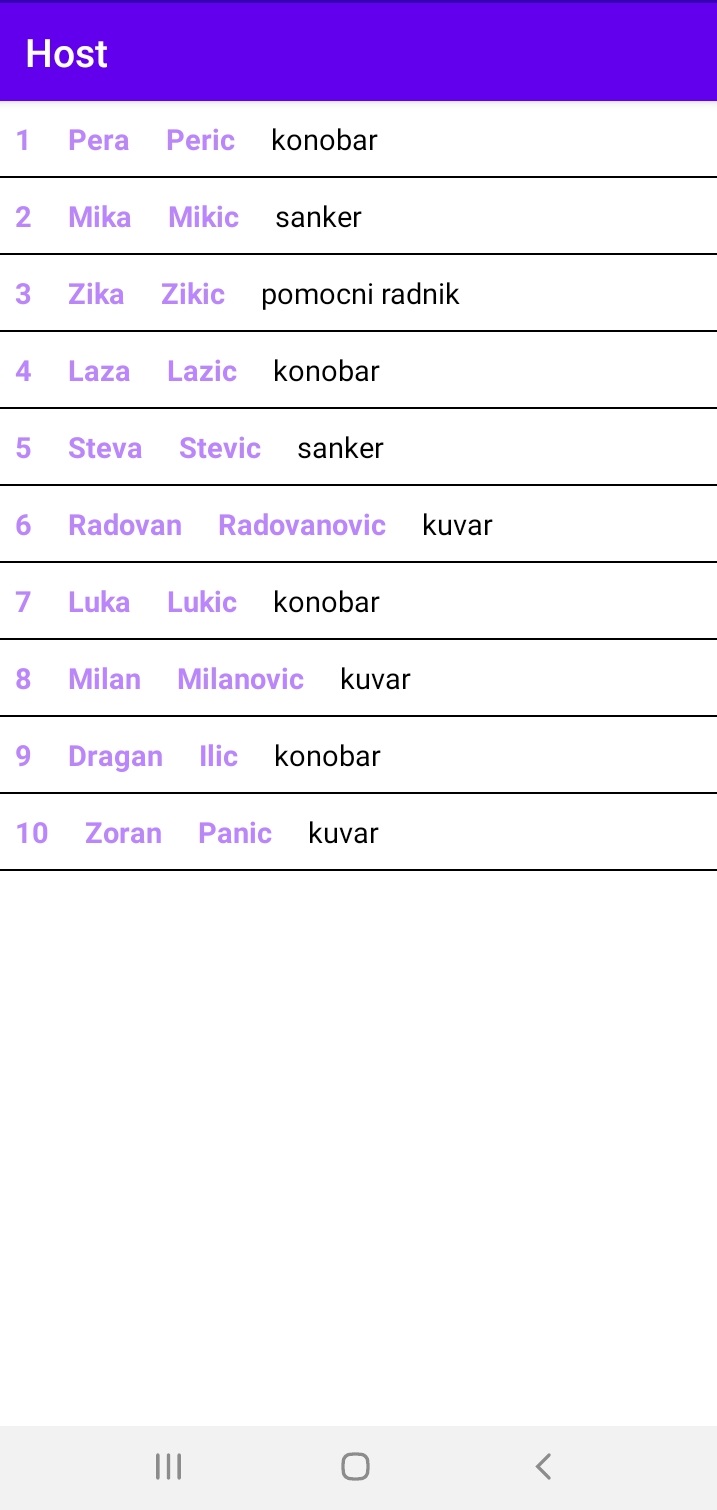 Host
1 Pera Peric konobar
2 Mika Mikic sanker
3 Zika Zikic pomocni radnik
4 Laza Lazic konobar
5 Steva Stevic sanker
6 Radovan Radovanovic kuvar
7 Luka Lukic konobar
8 Milan Milanovic kuvar
9 Dragan Ilic konobar
10 Zoran Panic kuvar